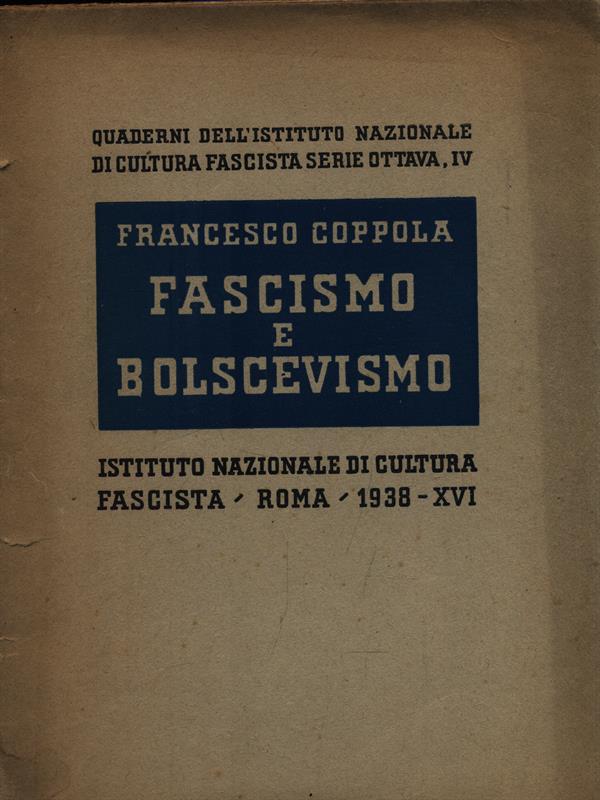 QUADERNI DELL'ISTITUTO NAZIONALE
DI CULTURA FASCISTA SERIE OTTAVA, IV
FRANCESCO COPPOLA
FASCISMO
E
BOLSCEVISMO
ISTITUTO NAZIONALE DI CULTURA
FASCISTA / ROMA / 1938 - XVI